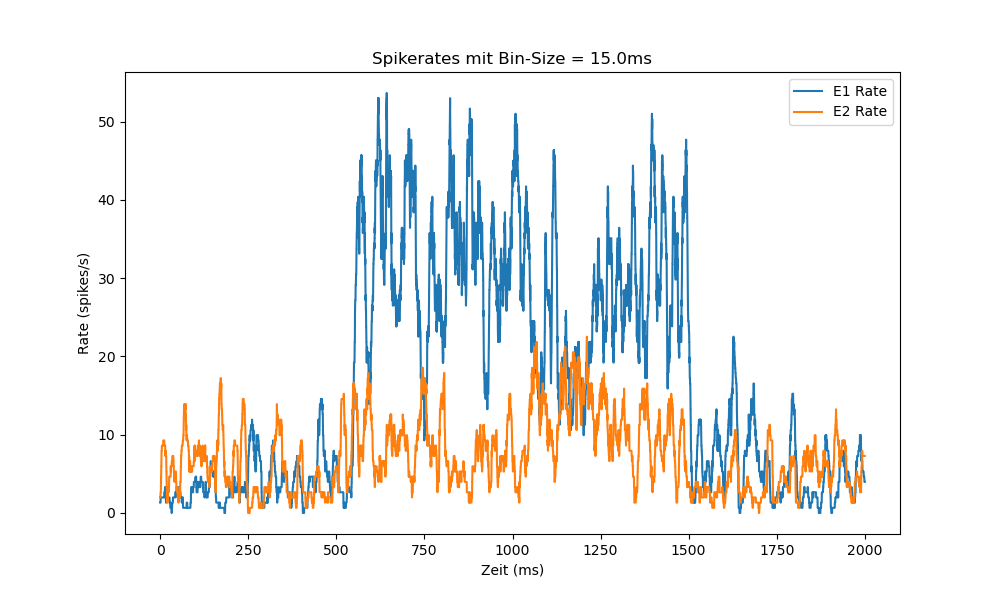 Spikerates mit Bin-Size = 15.0ms
E1 Rate
E2 Rate
50
40
30
20
10
0
Rate (spikes/s)
0 250 500 750 1000 1250 1500 1750 2000
Zeit (ms)